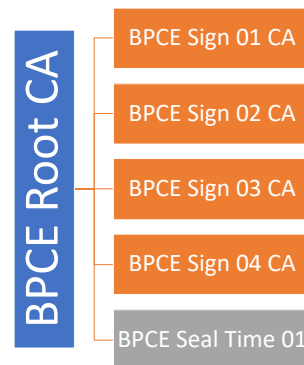 BPCE Root CA
BPCE Sign 01 CA
BPCE Sign 02 CA
BPCE Sign 03 CA
BPCE Sign 04 CA
BPCE Seal Time 01